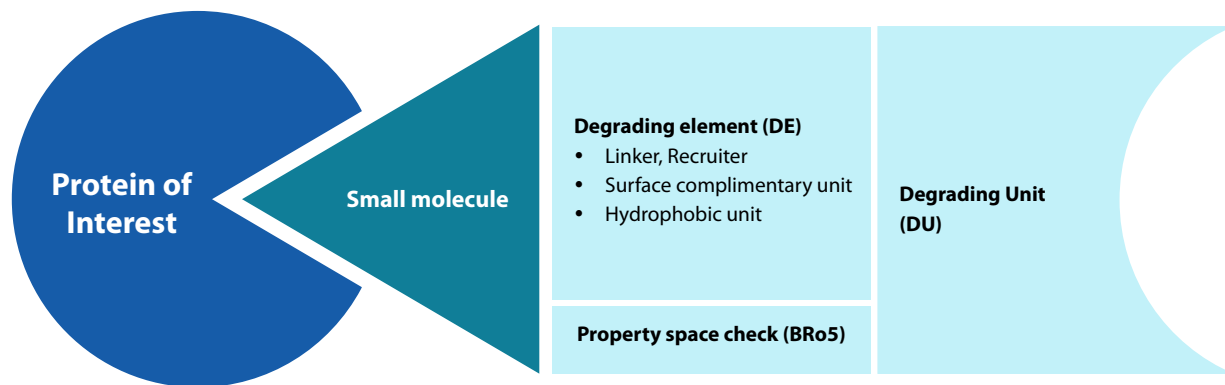 Protein of
Interest
Small molecule
Degrading element (DE)
• Linker, Recruiter
• Surface complimentary unit
• Hydrophobic unit
Property space check (BRo5)
Degrading Unit
(DU)